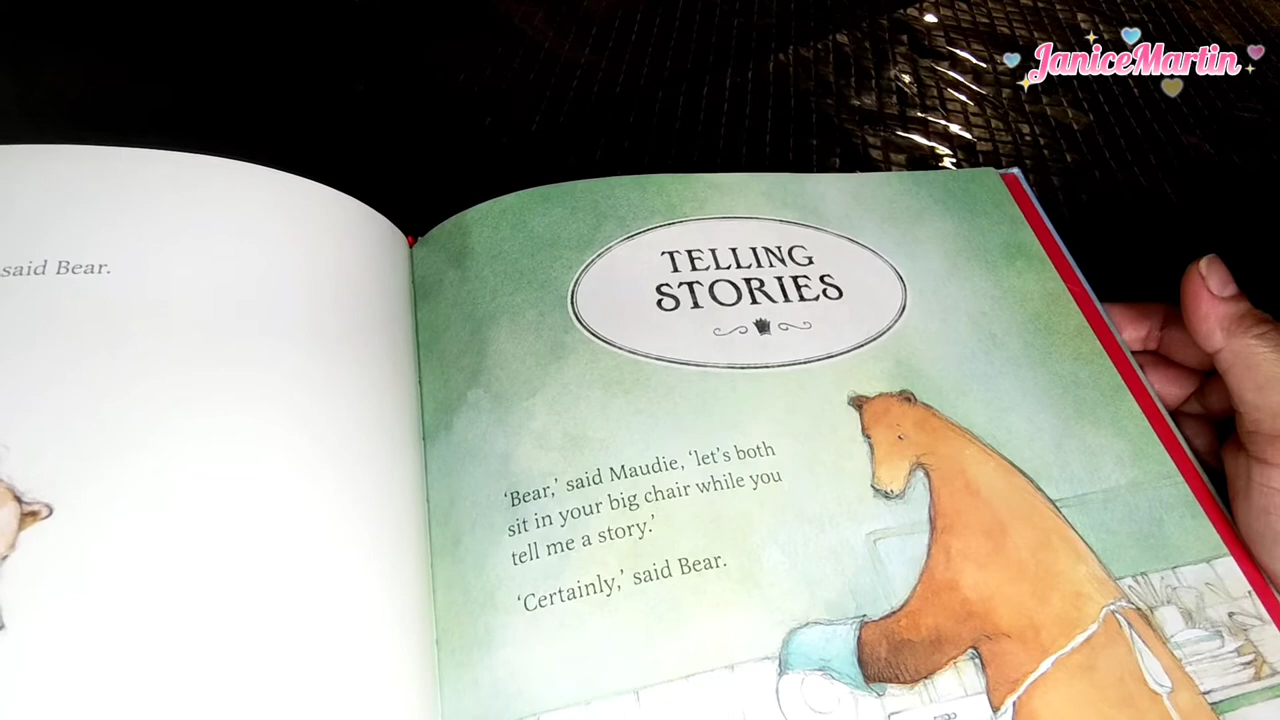 JaniceMartin
said Bear.
TELLING
STORIES
‘Bear,’ said Maudie, ‘let’s both
sit in your big chair while you
tell me a story.’
‘Certainly,’ said Bear.